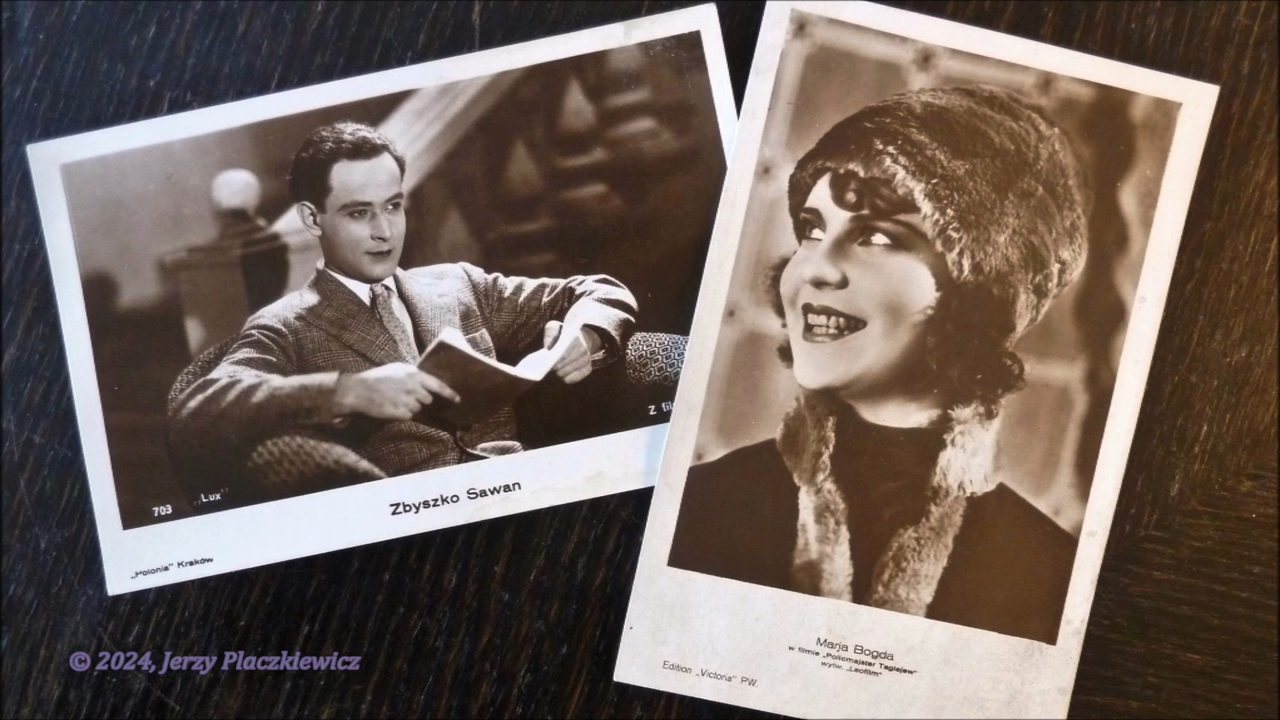 Z fil
703 „Lux"
Zbyszko Sawan
„Polonia" Kraków
Marja Bogda
w filmie „Policmajster Tagiejew"
wytw. „Leofilm"
Edition „Victoria" PW.
© 2024, Jerzy Placzkiewicz